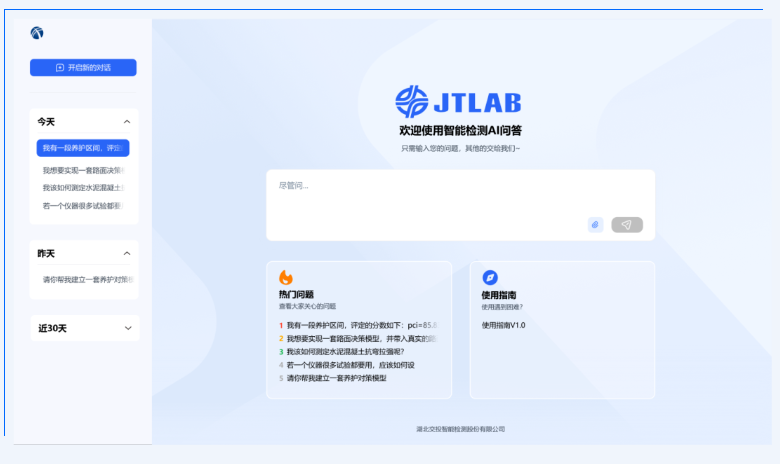 开启新的对话
今天
我有一段养护区间，评定
我想要实现一套路面决策
我该如何测定水泥混凝土
若一个仪器很多试验都要
昨天
请你帮我建立一套养护对策
近30天
JTLAB
欢迎使用智能检测AI问答
只需输入您的问题，其他的交给我们~
尽管问...
热门问题
查看大家关心的问题
1 我有一段养护区间，评定的分数如下：pci=85.8
2 我想要实现一套路面决策模型，并带入真实的路
3 我该如何测定水泥混凝土抗弯拉强呢?
4 若一个仪器很多试验都要用，应该如何设
5 请你帮我建立一套养护对策模型
使用指南
使用遇到困难?
使用指南V1.0
湖北交投智能检测股份有限公司